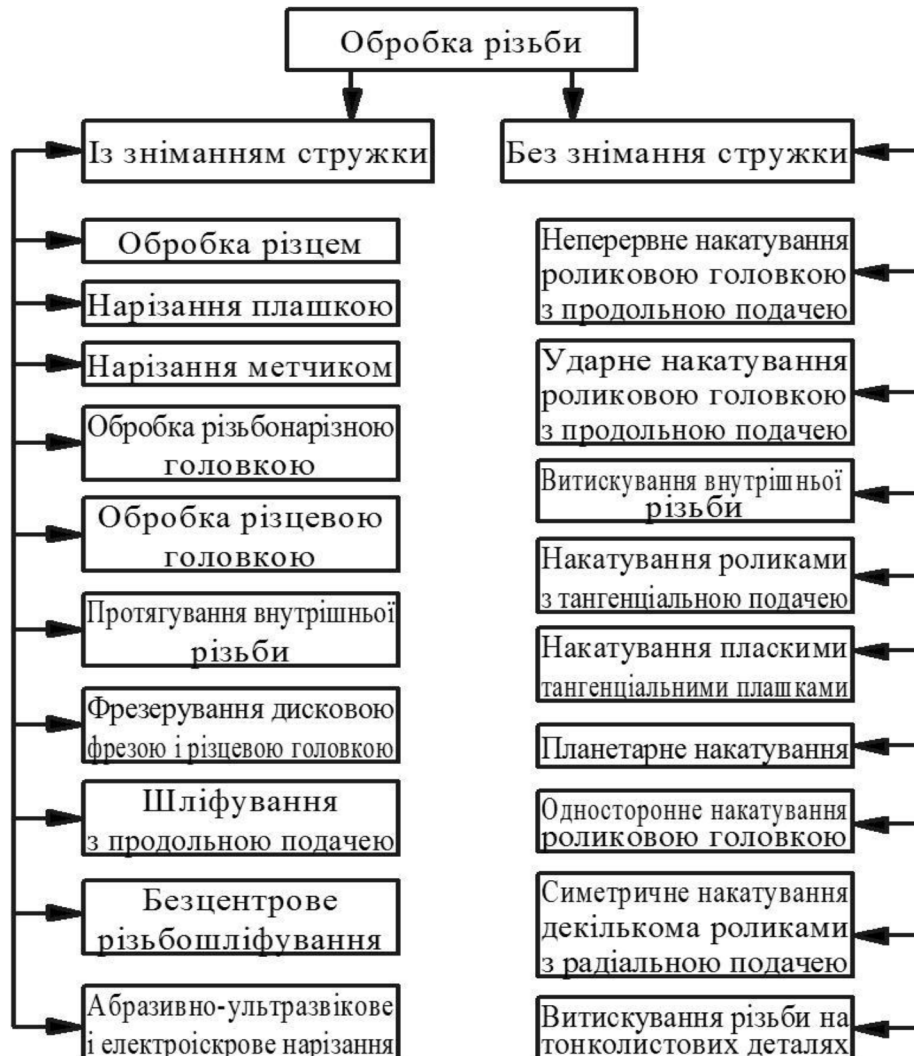 Обробка різьби
Із зніманням стружки
Обробка різцем
Нарізання плашкою
Нарізання метчиком
Обробка різьбонарізною
головкою
Обробка різцевою
головкою
Протягування внутрішньої
різьби
Фрезерування дисковою
фрезою і різцевою головкою
Шліфування
з продольною подачею
Безцентрове
різьбошліфування
Абразивно-ультразвікове
і електроіскрове нарізання
Без знімання стружки
Неперервне накатування
роликовою головкою
з продольною подачею
Ударне накатування
роликовою головкою
з продольною подачею
Витискування внутрішньої
різьби
Накатування роликами
з тангенціальною подачею
Накатування пласкими
тангенціальними плашками
Планетарне накатування
Односторонне накатування
роликовою головкою
Симетричне накатування
декількома роликами
з радіальною подачею
Витискування різьби на
тонколистових деталях